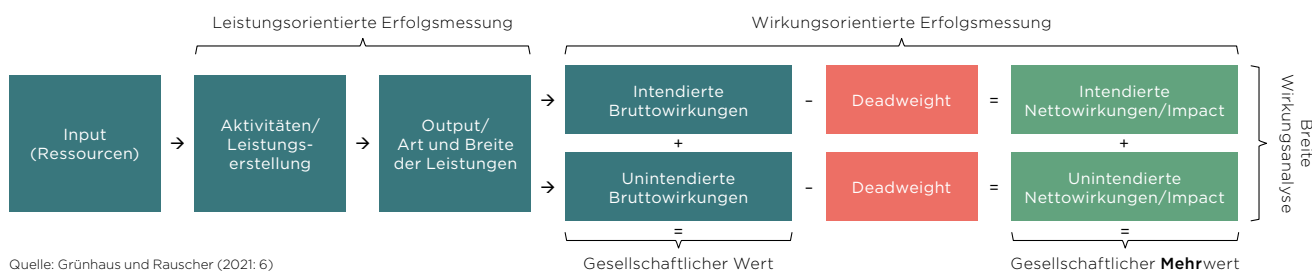 Leistungsorientierte Erfolgsmessung
Wirkungsorientierte Erfolgsmessung
Input
(Ressourcen)
→
Aktivitäten/
Leistungs-
erstellung
→
Output/
Art und Breite
der Leistungen
→
Intendierte
Bruttowirkungen
–
Deadweight
=
Intendierte
Nettowirkungen/Impact
+
+
→
Unintendierte
Bruttowirkungen
–
Deadweight
=
Unintendierte
Nettowirkungen/Impact
Breite
Wirkungsanalyse
=
=
Gesellschaftlicher Wert
Gesellschaftlicher Mehrwert
Quelle: Grünhaus und Rauscher (2021: 6)